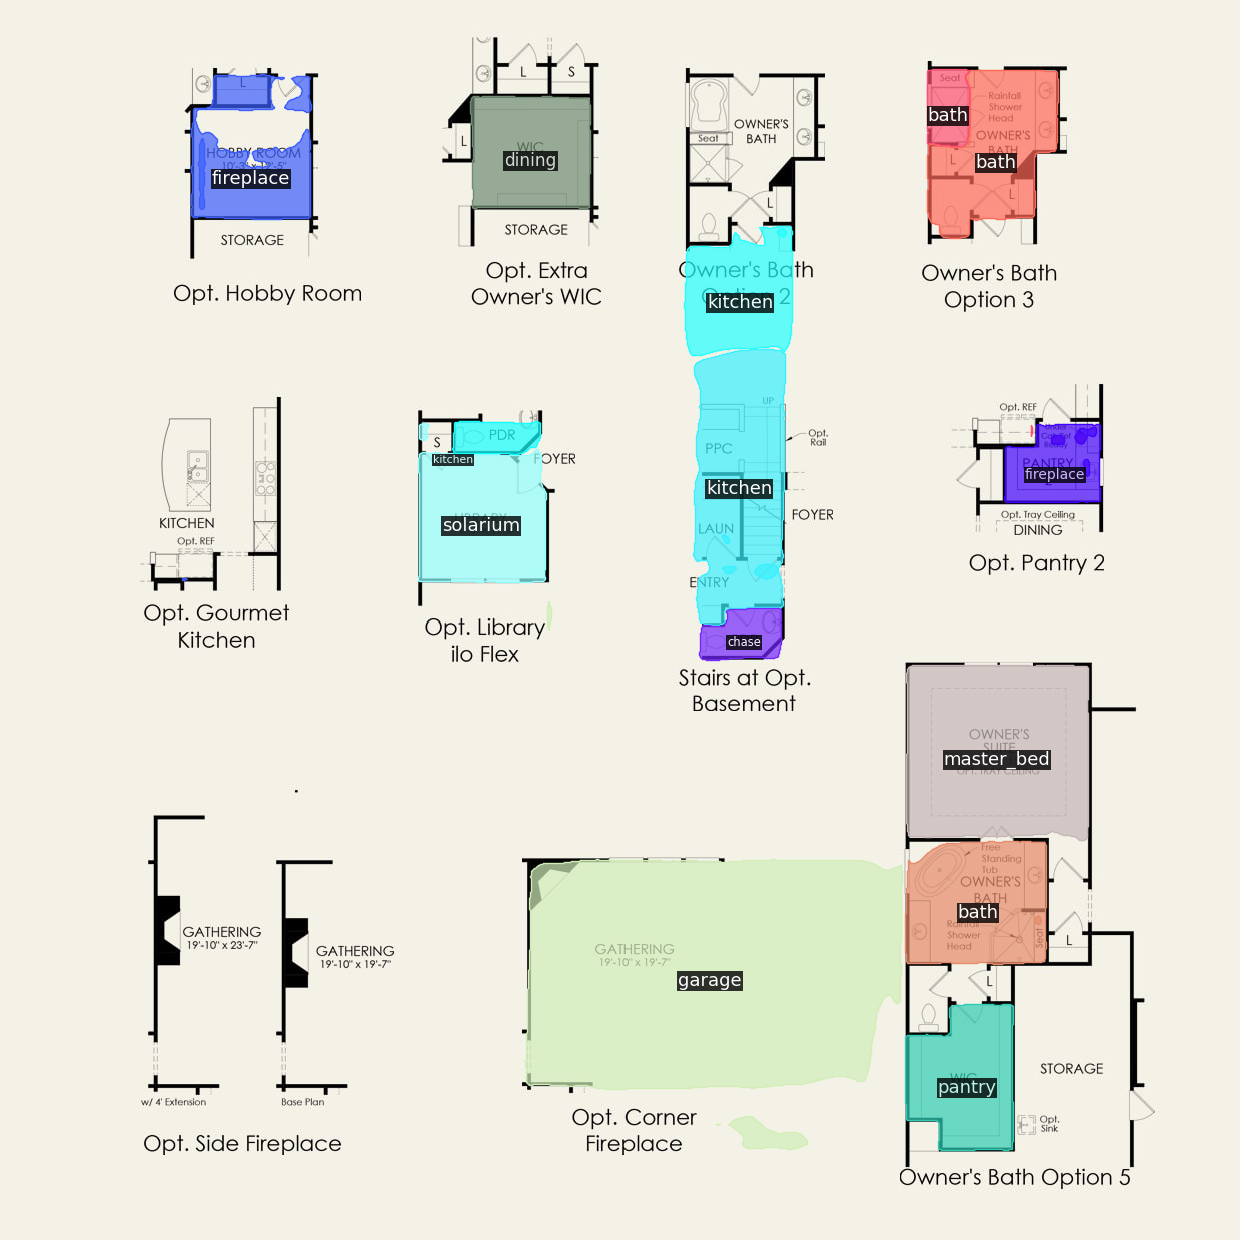 L
HOBBY ROOM
fireplace
STORAGE
Opt. Hobby Room
L
S
L
WIC
dining
STORAGE
Opt. Extra
Owner's WIC
OWNER'S
BATH
Seat
L
Owner's Bath
Option 2
kitchen
Seat
Rainfall
Shower
Head
bath
OWNER'S
BATH
bath
L
L
Owner's Bath
Option 3
KITCHEN
Opt. REF
Opt. Gourmet
Kitchen
PDR
S
kitchen
FOYER
solarium
Opt. Library
ilo Flex
UP
Opt.
Rail
PPC
kitchen
FOYER
LAUN
ENTRY
chase
Stairs at Opt.
Basement
Opt. REF
PANTRY
fireplace
Opt. Tray Ceiling
DINING
Opt. Pantry 2
GATHERING
19'-10" x 23'-7"
w/ 4' Extension
GATHERING
19'-10" x 19'-7"
Base Plan
Opt. Side Fireplace
GATHERING
19'-10" x 19'-7"
garage
Opt. Corner
Fireplace
OWNER'S
SUITE
master_bed
OPT. TRAY CEILING
Free
Standing
Tub
OWNER'S
BATH
bath
Rainfall
Shower
Head
Seat
L
L
WIC
pantry
STORAGE
Opt.
Sink
Owner's Bath Option 5